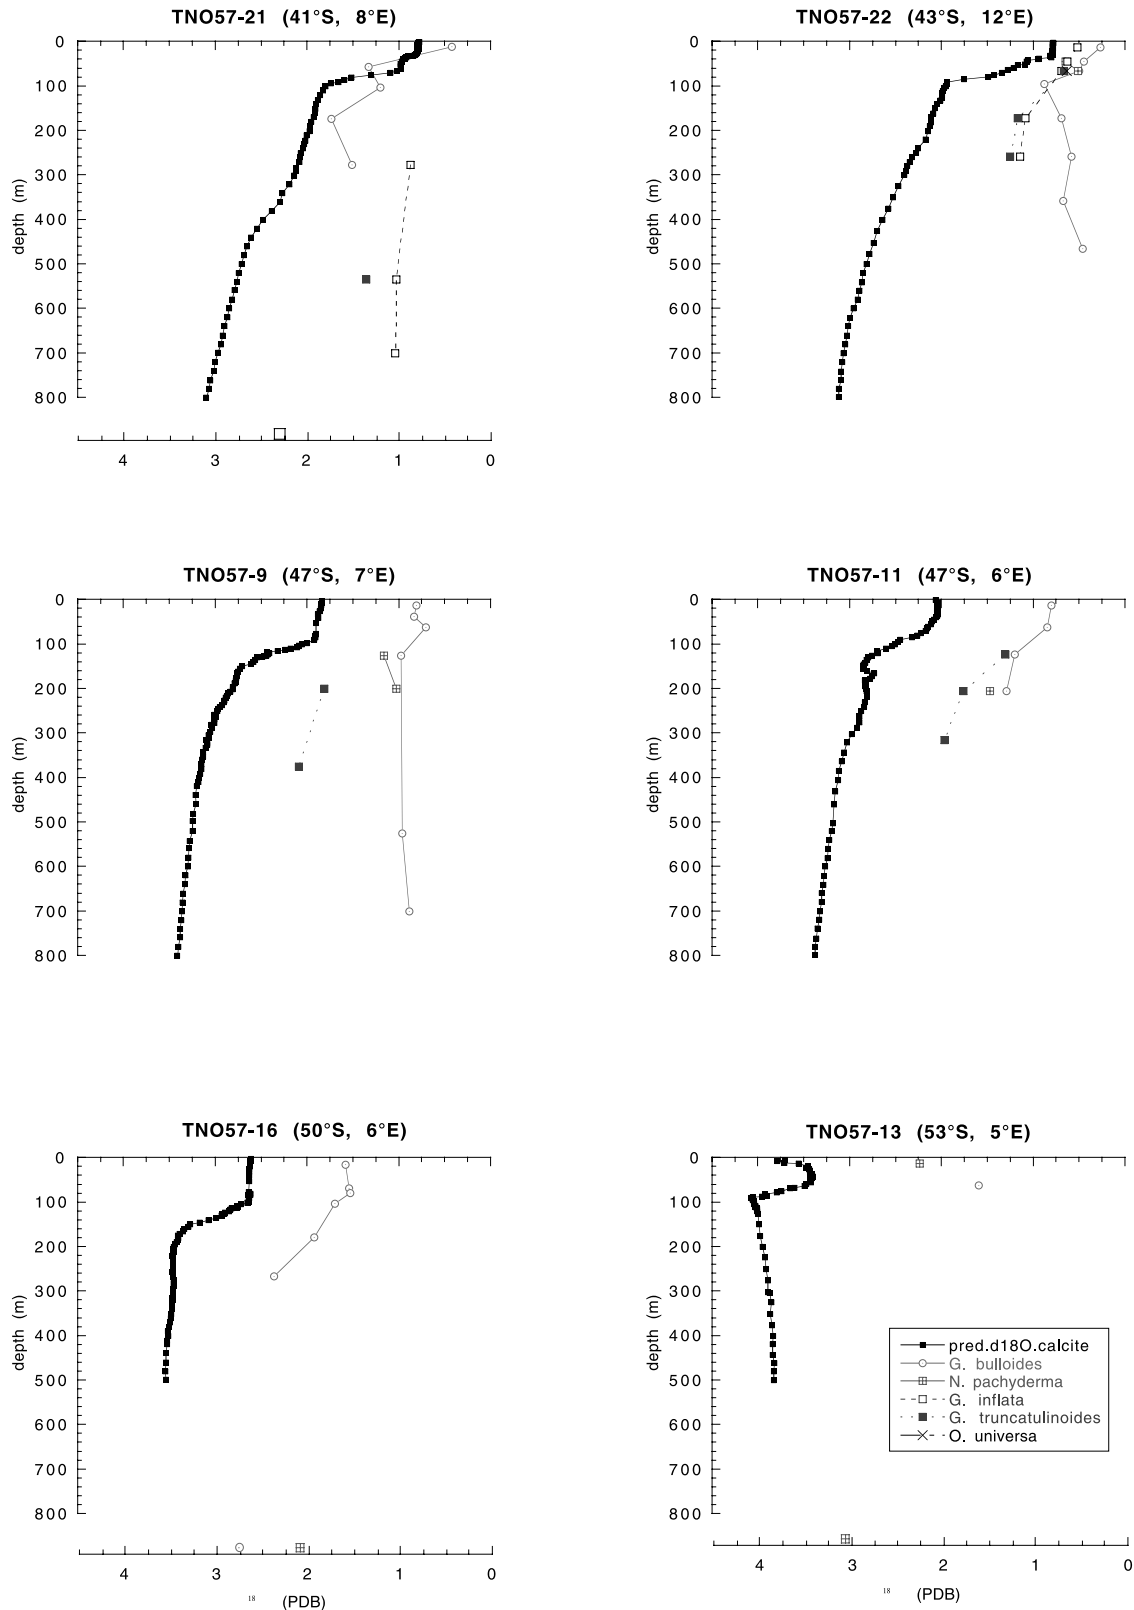 TNO57-21 (41°S, 8°E)
0
100
200
300
400
500
600
700
800
depth (m)
4 3 2 1 0
TNO57-22 (43°S, 12°E)
0
100
200
300
400
500
600
700
800
depth (m)
TNO57-9 (47°S, 7°E)
0
100
200
300
400
500
600
700
800
depth (m)
TNO57-11 (47°S, 6°E)
0
100
200
300
400
500
600
700
800
depth (m)
TNO57-16 (50°S, 6°E)
0
100
200
300
400
500
600
700
800
depth (m)
4 3 2 1 0
18 (PDB)
TNO57-13 (53°S, 5°E)
0
100
200
300
400
500
600
700
800
depth (m)
pred.d18O.calcite
G. bulloides
N. pachyderma
G. inflata
G. truncatulinoides
O. universa
4 3 2 1 0
18 (PDB)